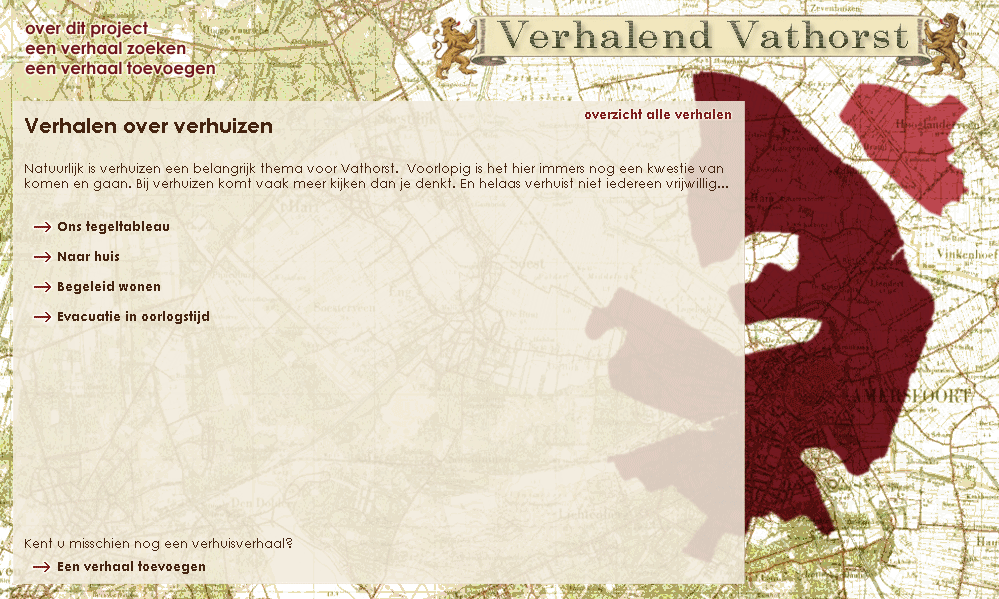 over dit project
een verhaal zoeken
een verhaal toevoegen
Verhalend Vathorst
overzicht alle verhalen
Verhalen over verhuizen
Natuurlijk is verhuizen een belangrijk thema voor Vathorst.  Voorlopig is het hier immers nog een kwestie van
komen en gaan. Bij verhuizen komt vaak meer kijken dan je denkt. En helaas verhuist niet iedereen vrijwillig...
→ Ons tegeltableau
→ Naar huis
→ Begeleid wonen
→ Evacuatie in oorlogstijd
Kent u misschien nog een verhuisverhaal?
→ Een verhaal toevoegen
Zevenhuizen
Hooglanderveen
Vinkenhoef
AMERSFOORT
Soest